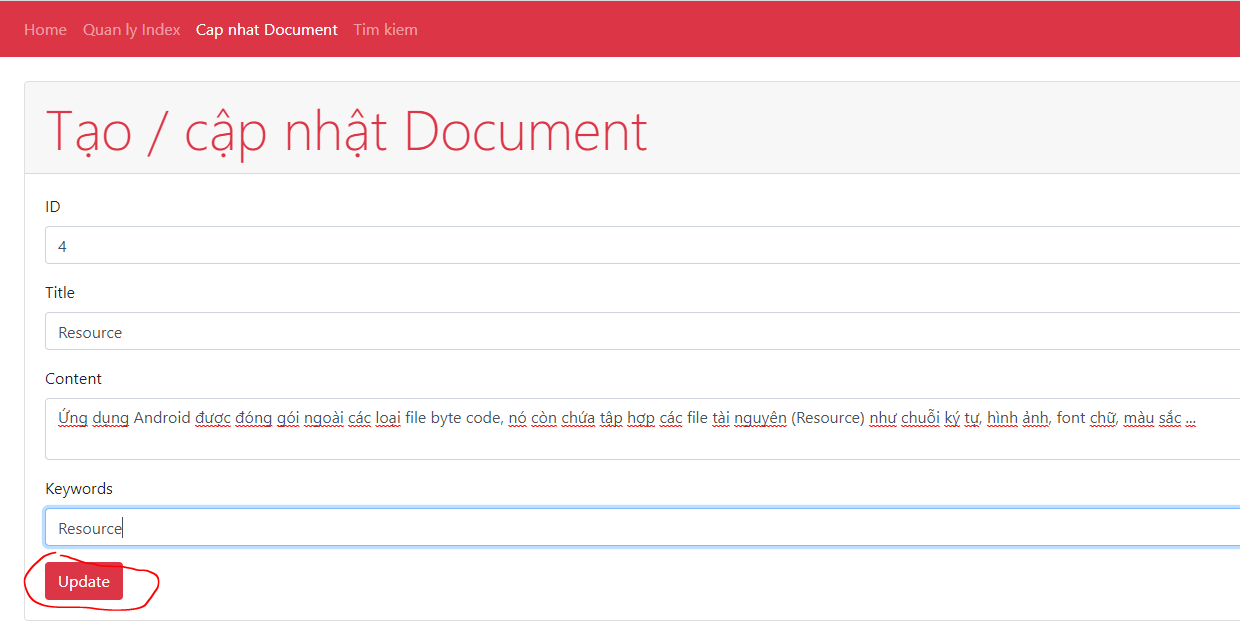 Home Quan ly Index Cap nhat Document Tim kiem
Tạo / cập nhật Document
ID
4
Title
Resource
Content
Ứng dụng Android được đóng gói ngoài các loại file byte code, nó còn chứa tập hợp các file tài nguyên (Resource) như chuỗi ký tự, hình ảnh, font chữ, màu sắc ...
Keywords
Resource
Update